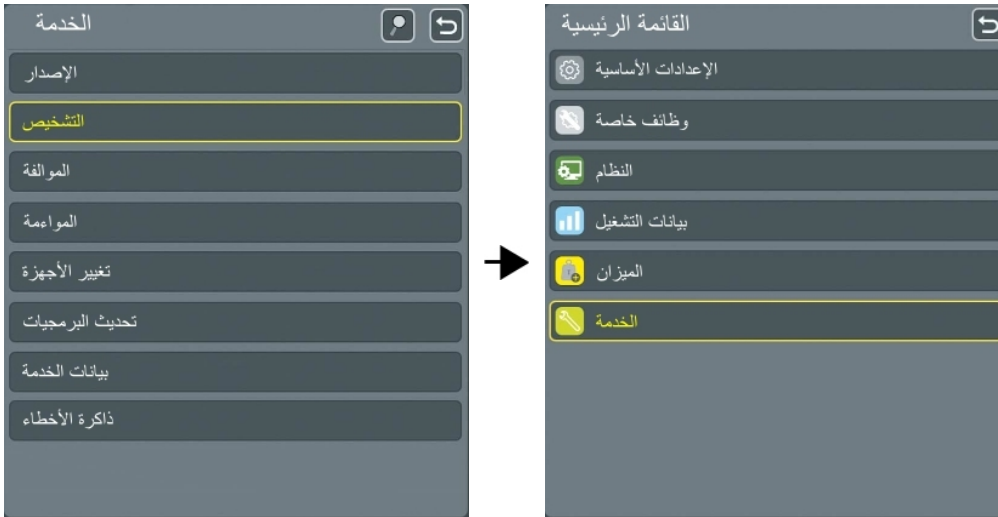 الخدمة
الإصدار
التشخيص
الموالفة
المواءمة
تغيير الأجهزة
تحديث البرمجيات
بيانات الخدمة
ذاكرة الأخطاء
القائمة الرئيسية
الإعدادات الأساسية
وظائف خاصة
النظام
بيانات التشغيل
الميزان
الخدمة